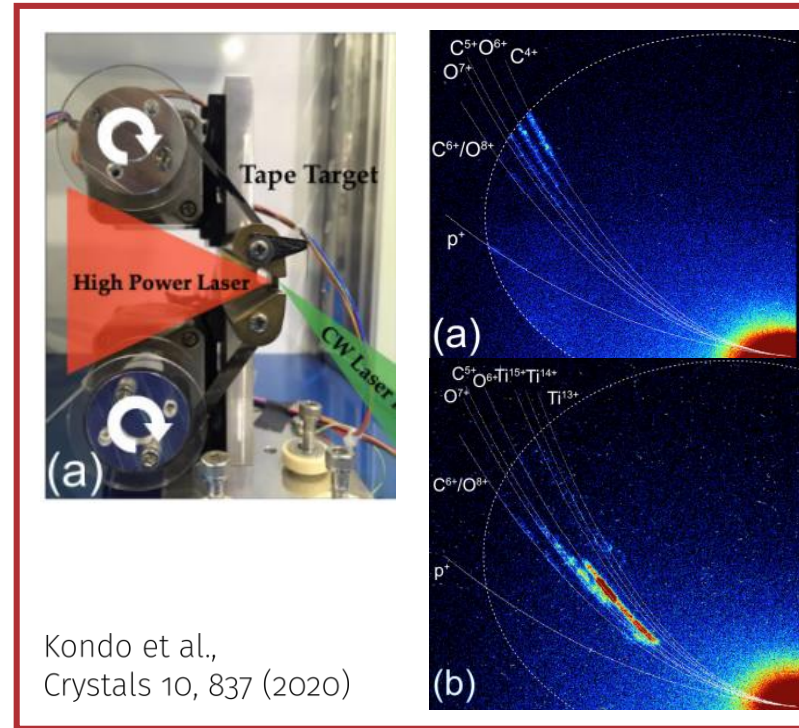 Tape Target
High Power Laser
CW Laser
(a)
C5+ O6+ C4+
O7+
C6+/O8+
p+
(a)
C5+ O6+ Ti15+ Ti14+
O7+ Ti13+
C6+/O8+
p+
(b)
Kondo et al.,
Crystals 10, 837 (2020)